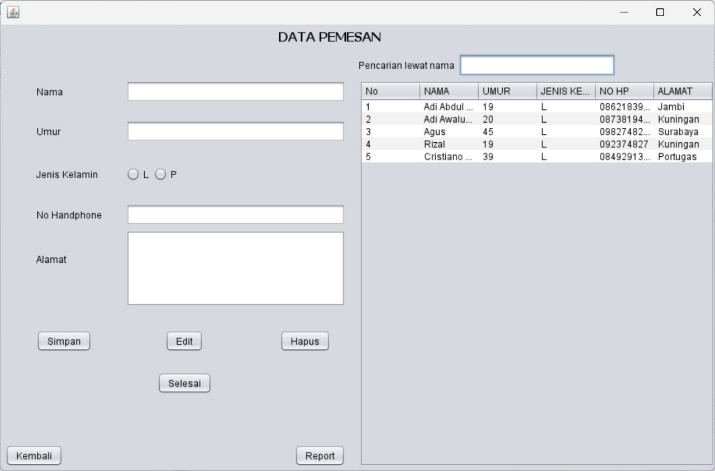 DATA PEMESAN
Pencarian lewat nama
Nama
Umur
Jenis Kelamin
L P
No Handphone
Alamat
Simpan Edit Hapus
Selesai
Kembali Report
No NAMA UMUR JENIS KE... NO HP ALAMAT
1 Adi Abdul ... 19 L 08621839... Jambi
2 Adi Awalu... 20 L 08738194... Kuningan
3 Agus 45 L 09827482... Surabaya
4 Rizal 19 L 092374827 Kuningan
5 Cristiano ... 39 L 08492913... Portugas